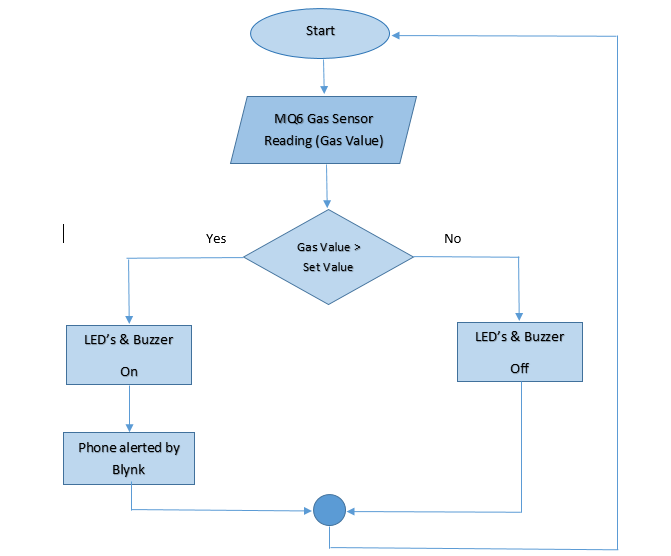 Start
MQ6 Gas Sensor
Reading (Gas Value)
Yes
No
Gas Value >
Set Value
LED's & Buzzer
On
LED's & Buzzer
Off
Phone alerted by
Blynk